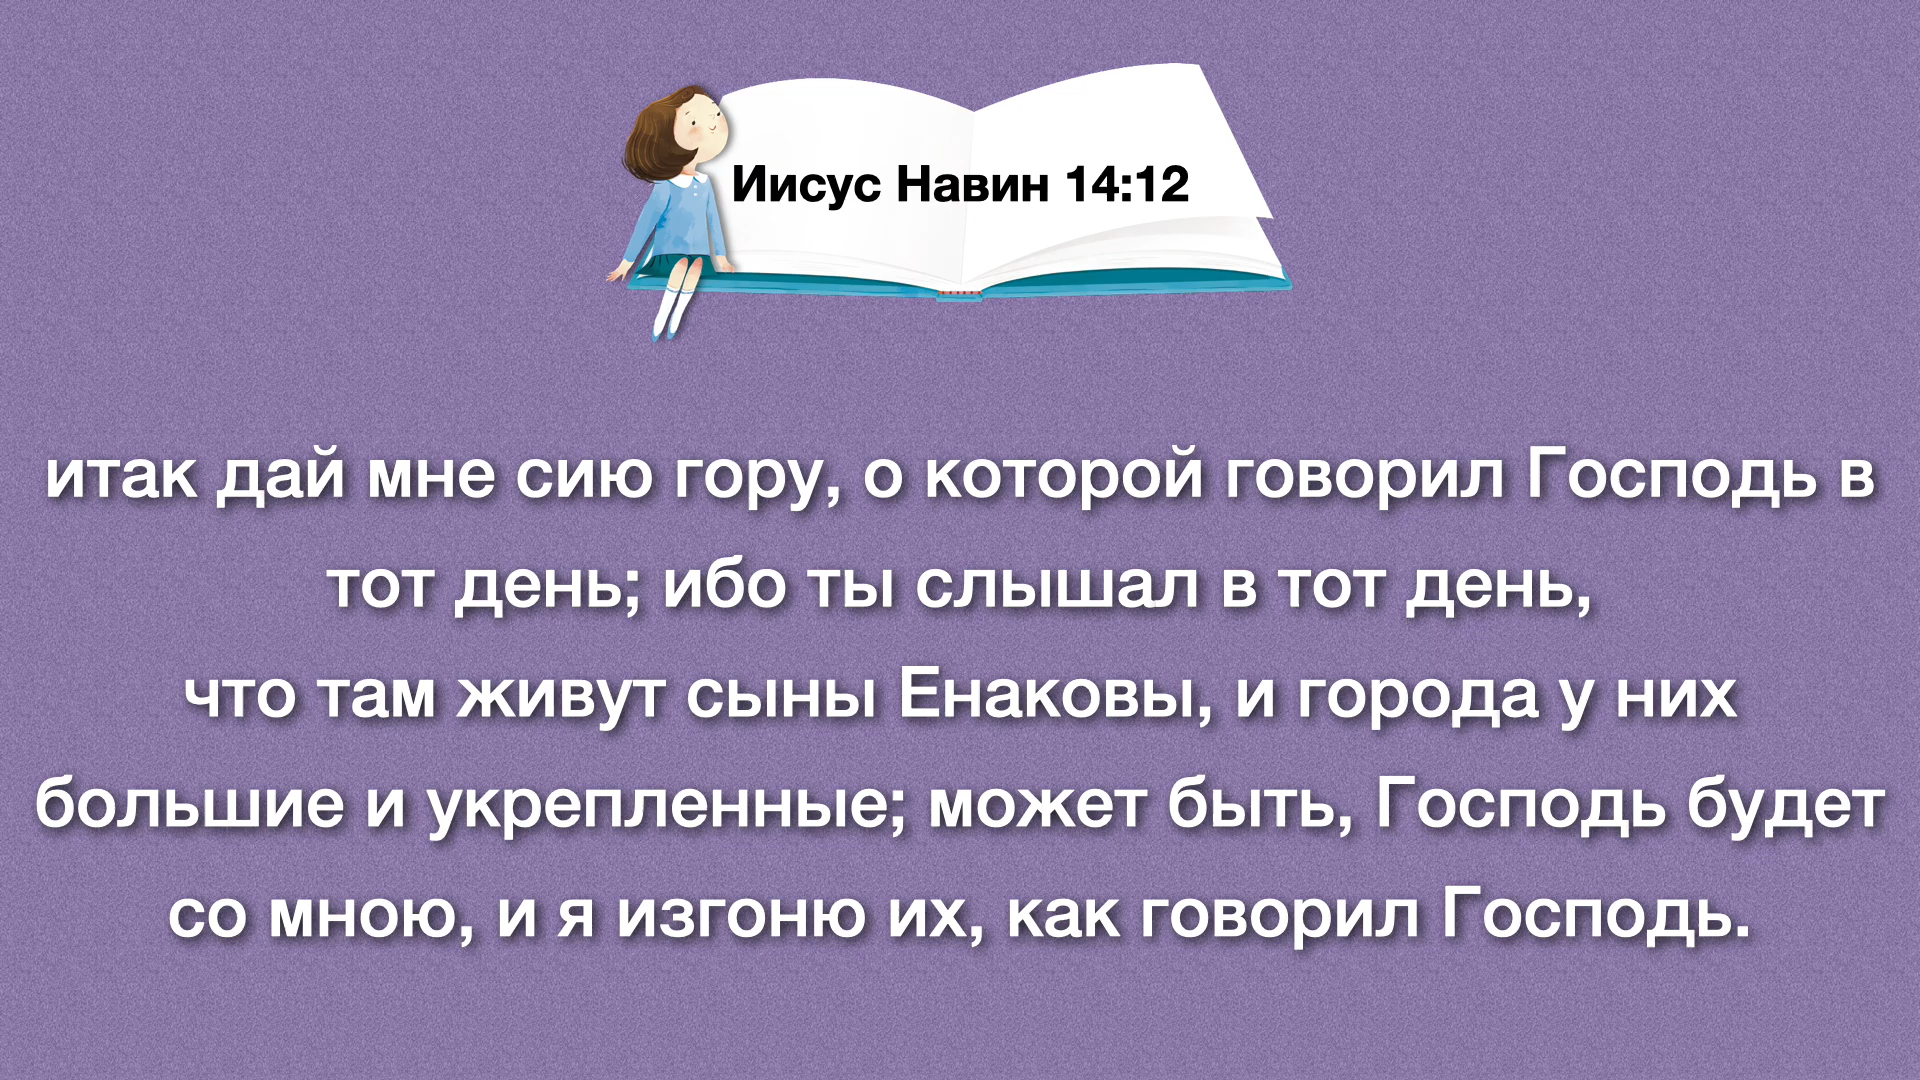 Иисус Навин 14:12
итак дай мне сию гору, о которой говорил Господь в
тот день; ибо ты слышал в тот день,
что там живут сыны Енаковы, и города у них
большие и укрепленные; может быть, Господь будет
со мною, и я изгоню их, как говорил Господь.